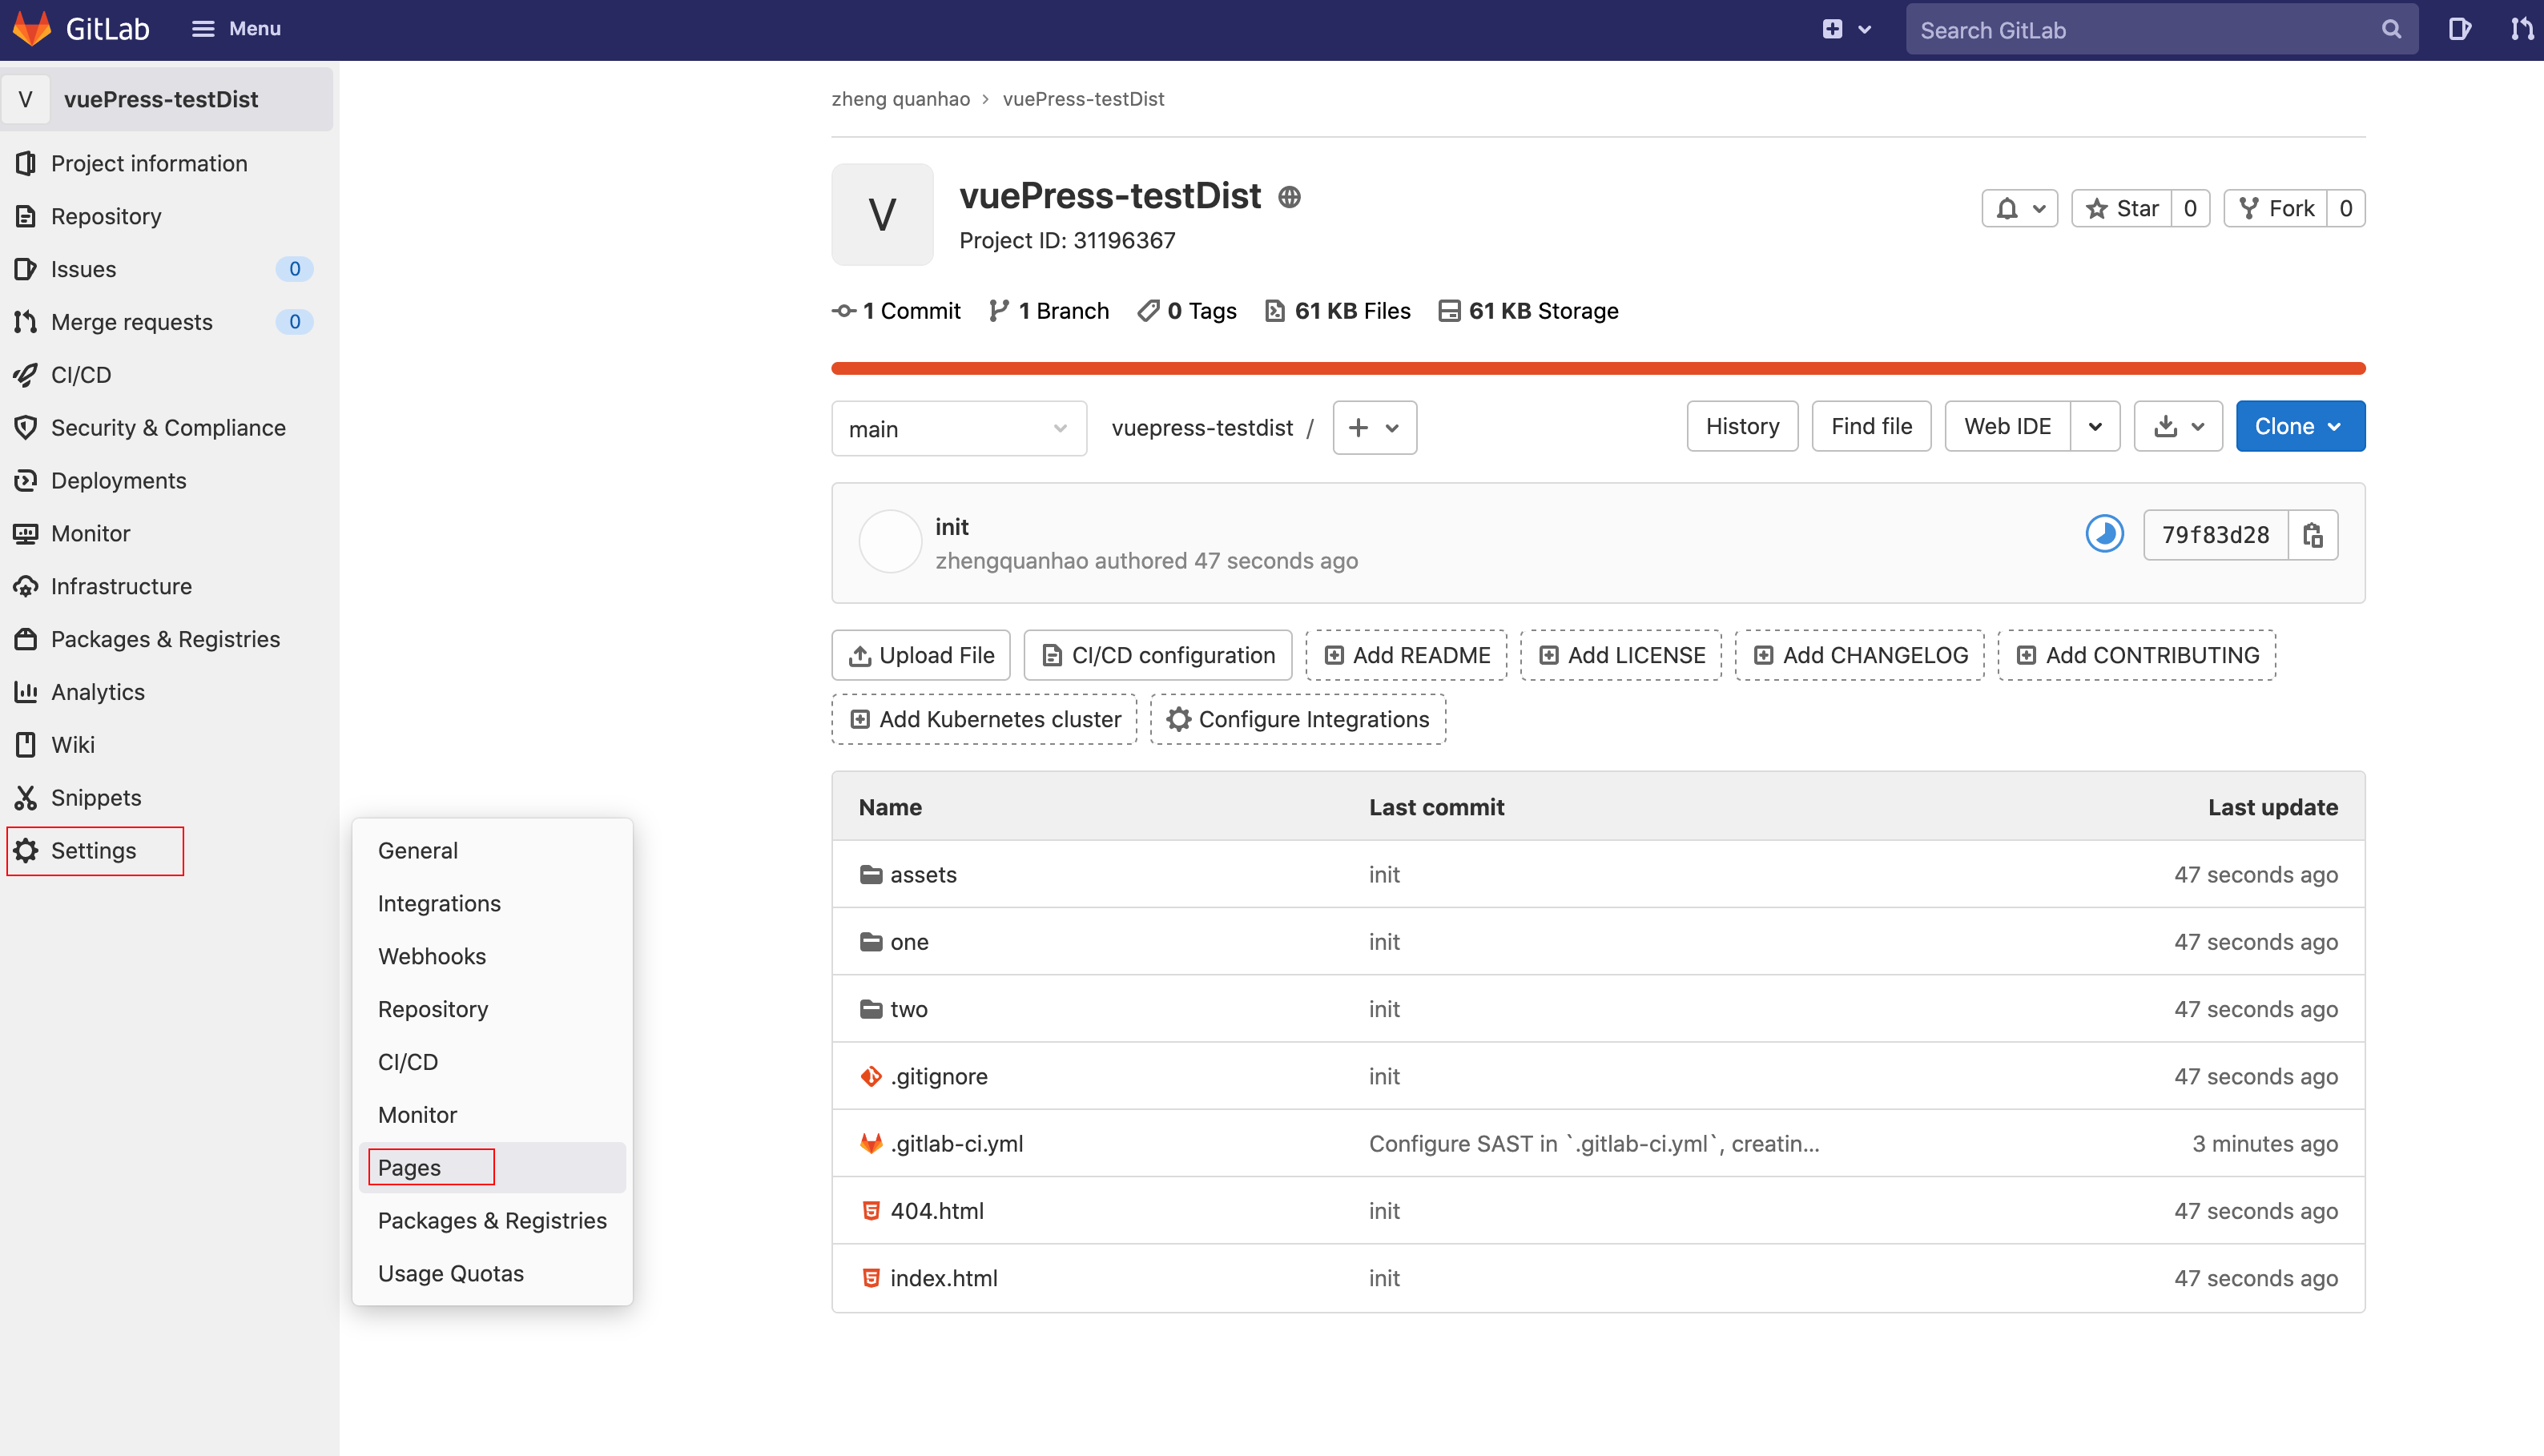 GitLab Menu
Search GitLab
V vuePress-testDist
Project information
Repository
Issues 0
Merge requests 0
CI/CD
Security & Compliance
Deployments
Monitor
Infrastructure
Packages & Registries
Analytics
Wiki
Snippets
Settings
General
Integrations
Webhooks
Repository
CI/CD
Monitor
Pages
Packages & Registries
Usage Quotas
zheng quanhao › vuePress-testDist
V
vuePress-testDist
Project ID: 31196367
Star 0 Fork 0
1 Commit 1 Branch 0 Tags 61 KB Files 61 KB Storage
main vuepress-testdist / +
History Find file Web IDE Clone
init
zhengquanhao authored 47 seconds ago
79f83d28
Upload File CI/CD configuration Add README Add LICENSE Add CHANGELOG Add CONTRIBUTING
Add Kubernetes cluster Configure Integrations
Name Last commit Last update
assets init 47 seconds ago
one init 47 seconds ago
two init 47 seconds ago
.gitignore init 47 seconds ago
.gitlab-ci.yml Configure SAST in `.gitlab-ci.yml`, creatin... 3 minutes ago
404.html init 47 seconds ago
index.html init 47 seconds ago